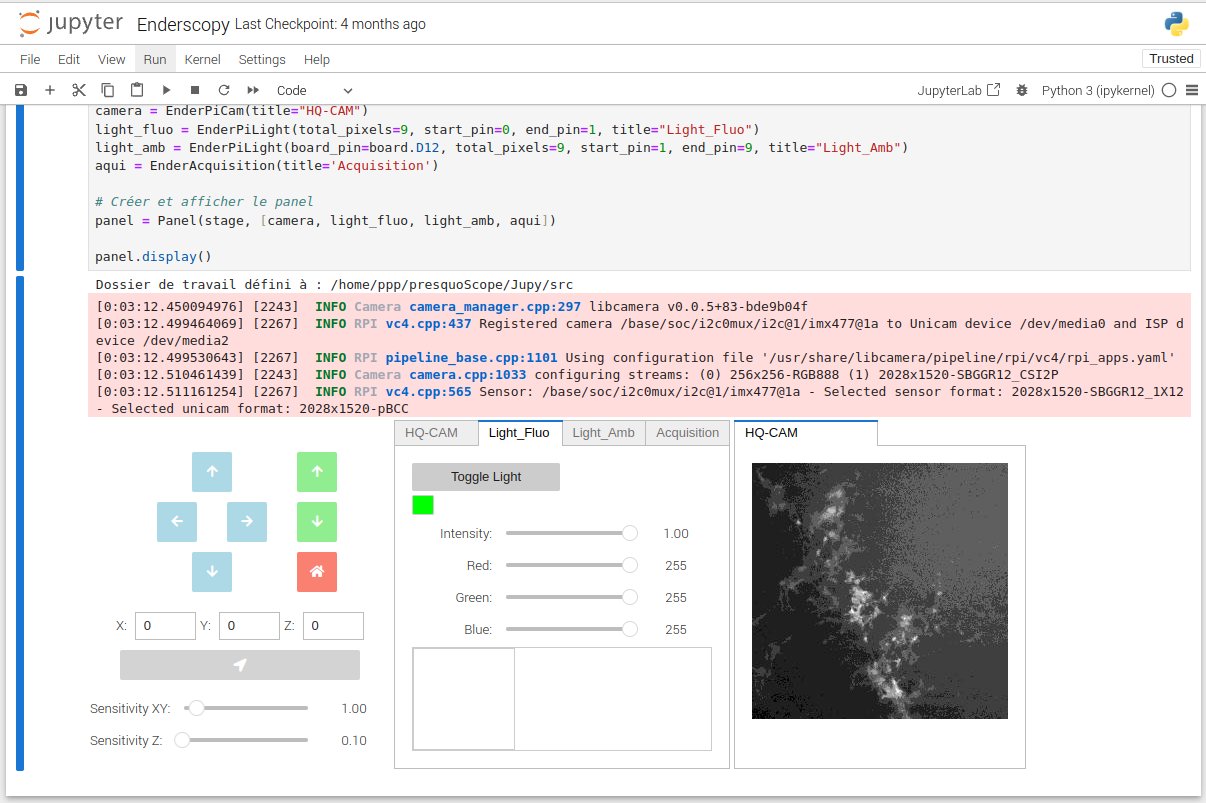 jupyter Enderscopy Last Checkpoint: 4 months ago
File Edit View Run Kernel Settings Help Trusted
Code JupyterLab Python 3 (ipykernel)
camera = EnderPiCam(title="HQ-CAM")
light_fluo = EnderPiLight(total_pixels=9, start_pin=0, end_pin=1, title="Light_Fluo")
light_amb = EnderPiLight(board_pin=board.D12, total_pixels=9, start_pin=1, end_pin=9, title="Light_Amb")
aqui = EnderAcquisition(title='Acquisition')
# Créer et afficher le panel
panel = Panel(stage, [camera, light_fluo, light_amb, aqui])
panel.display()
Dossier de travail défini à : /home/ppp/presquoScope/Jupy/src
[0:03:12.450094976] [2243] INFO Camera camera_manager.cpp:297 libcamera v0.0.5+83-bde9b04f
[0:03:12.499464069] [2267] INFO RPI vc4.cpp:437 Registered camera /base/soc/i2c0mux/i2c@1/imx477@1a to Unicam device /dev/media0 and ISP d
evice /dev/media2
[0:03:12.499530643] [2267] INFO RPI pipeline_base.cpp:1101 Using configuration file '/usr/share/libcamera/pipeline/rpi/vc4/rpi_apps.yaml'
[0:03:12.510461439] [2243] INFO Camera camera.cpp:1033 configuring streams: (0) 256x256-RGB888 (1) 2028x1520-SBGGR12_CSI2P
[0:03:12.511161254] [2267] INFO RPI vc4.cpp:565 Sensor: /base/soc/i2c0mux/i2c@1/imx477@1a - Selected sensor format: 2028x1520-SBGGR12_1X12
- Selected unicam format: 2028x1520-pBCC
HQ-CAM Light_Fluo Light_Amb Acquisition HQ-CAM
Toggle Light
Intensity: 1.00
Red: 255
Green: 255
Blue: 255
X: 0 Y: 0 Z: 0
Sensitivity XY: 1.00
Sensitivity Z: 0.10